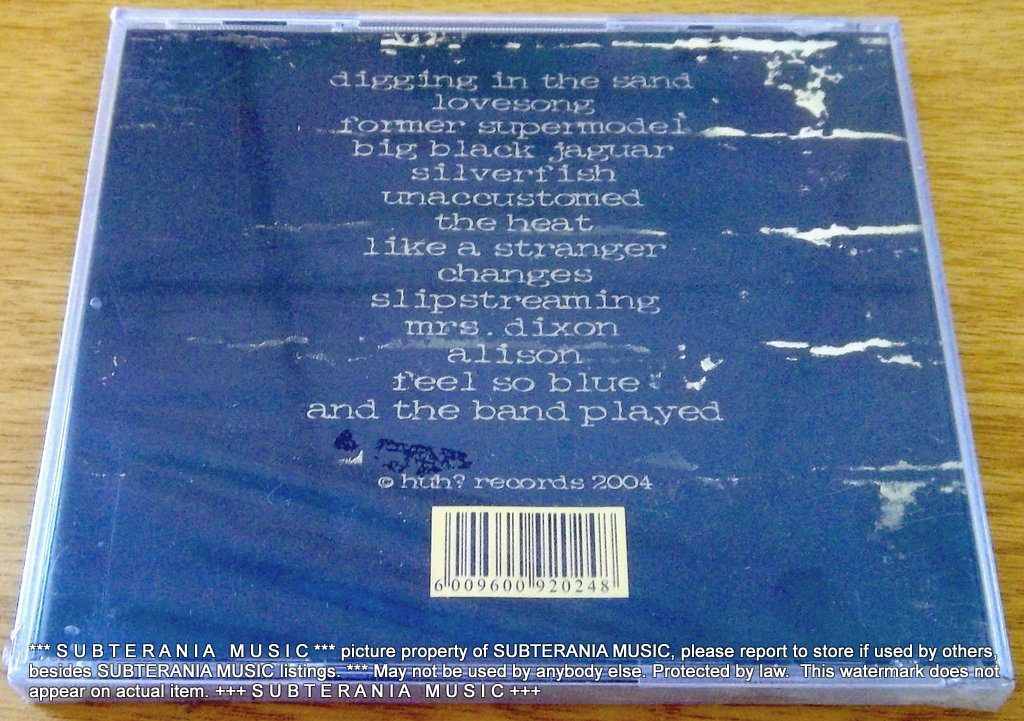 digging in the sand
lovesong
former supermodel
big black jaguar
silverfish
unaccustomed
the heat
like a stranger
changes
slipstreaming
mrs. dixon
alison
feel so blue
and the band played
© huh? records 2004
6 009600 920248
*** S U B T E R A N I A   M U S I C *** picture property of SUBTERANIA MUSIC, please report to store if used by others,
besides SUBTERANIA MUSIC listings. *** May not be used by anybody else. Protected by law.  This watermark does not
appear on actual item. +++ S U B T E R A N I A   M U S I C +++